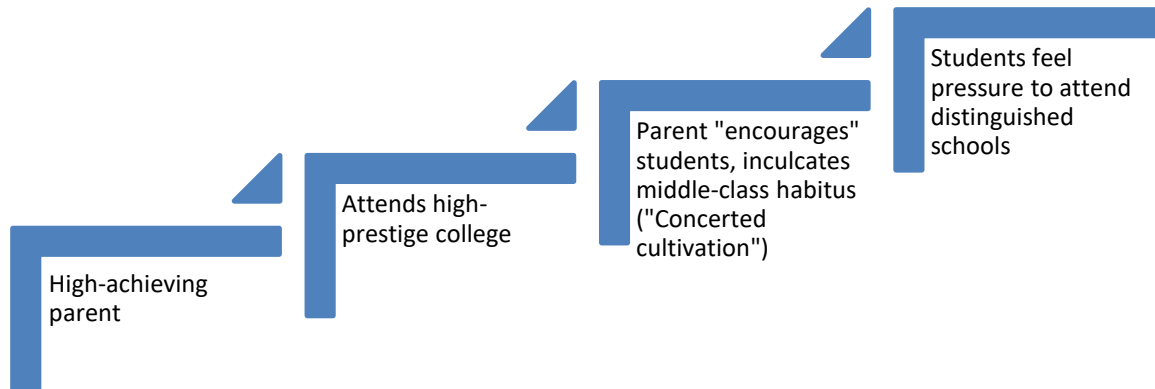 High-achieving
parent
Attends high-
prestige college
Parent "encourages"
students, inculcates
middle-class habitus
("Concerted
cultivation")
Students feel
pressure to attend
distinguished
schools